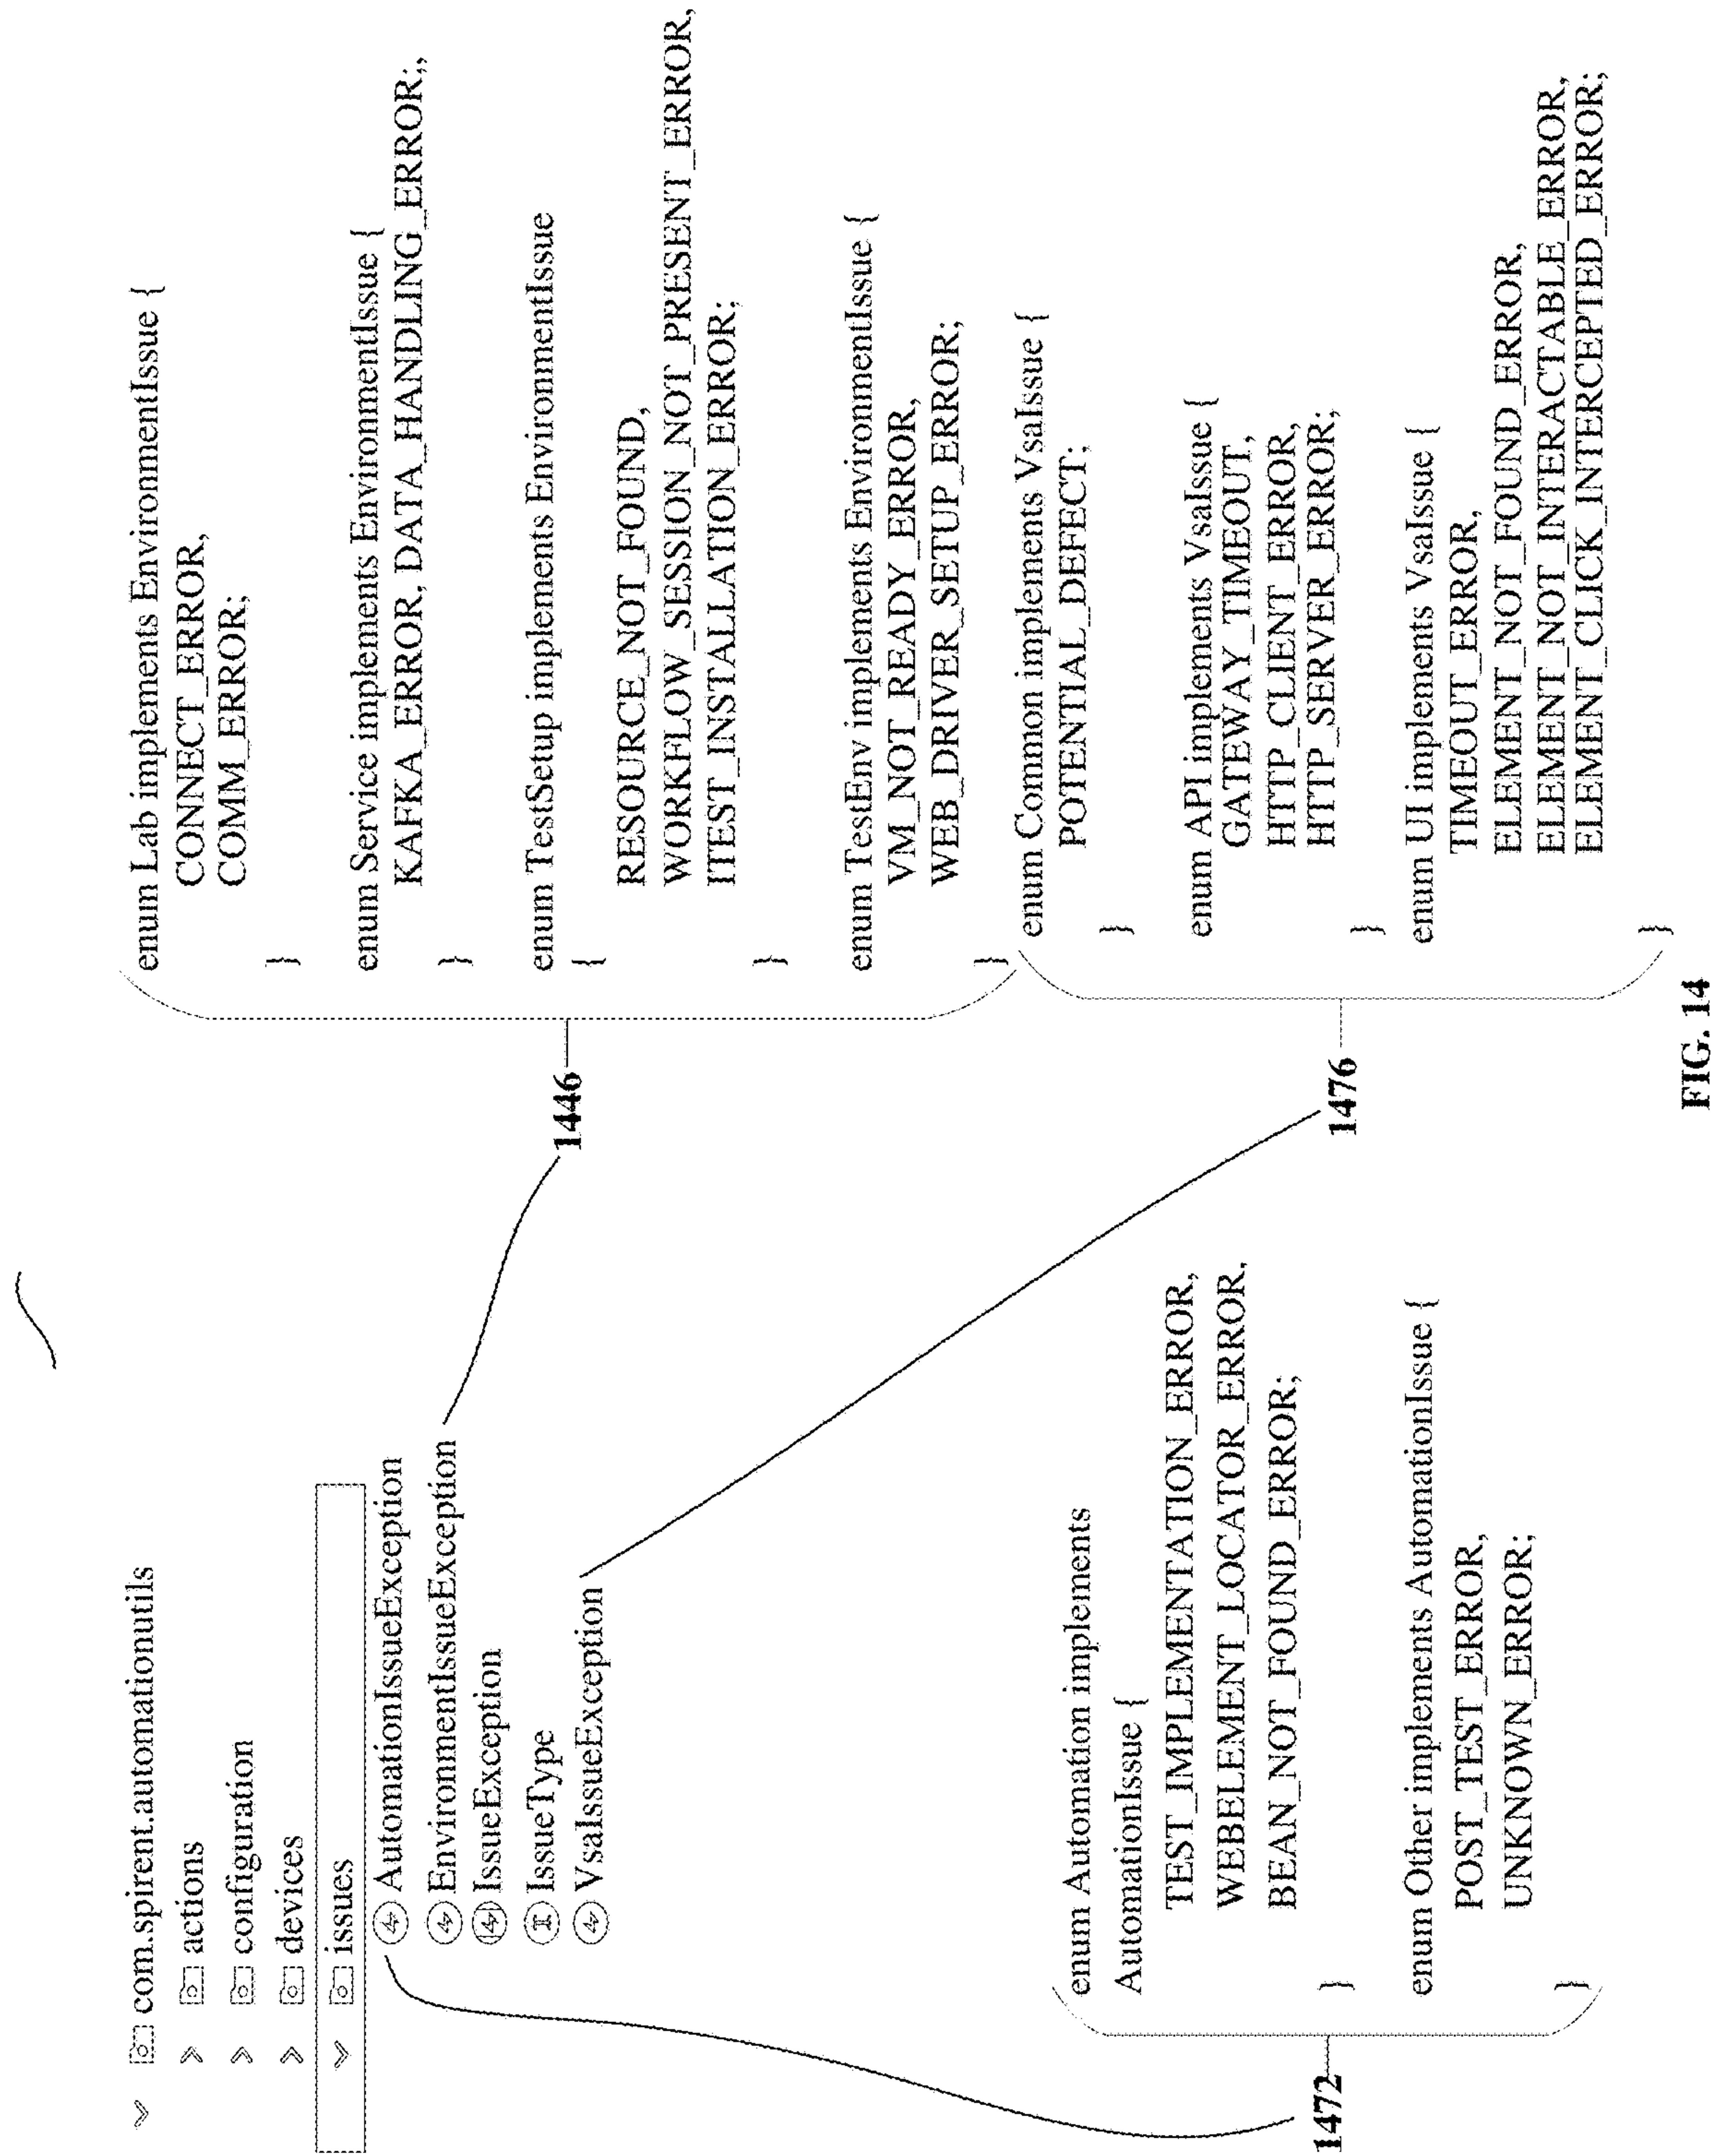 com.spirent.automationutils
actions
configuration
devices
issues
AutomationIssueException
EnvironmentIssueException
IssueException
I IssueType
VsaIssueException
1472
enum Automation implements
AutomationIssue {
TEST_IMPLEMENTATION_ERROR,
WEBELEMENT_LOCATOR_ERROR,
BEAN_NOT_FOUND_ERROR;
}
enum Other implements AutomationIssue {
POST_TEST_ERROR,
UNKNOWN_ERROR;
}
1446
enum Lab implements EnvironmentIssue {
CONNECT_ERROR,
COMM_ERROR;
}
enum Service implements EnvironmentIssue {
KAFKA_ERROR, DATA_HANDLING_ERROR;,
}
enum TestSetup implements EnvironmentIssue
{
RESOURCE_NOT_FOUND,
WORKFLOW_SESSION_NOT_PRESENT_ERROR,
ITEST_INSTALLATION_ERROR;
}
enum TestEnv implements EnvironmentIssue {
VM_NOT_READY_ERROR,
WEB_DRIVER_SETUP_ERROR;
}
1476
enum Common implements VsaIssue {
POTENTIAL_DEFECT;
}
enum API implements VsaIssue {
GATEWAY_TIMEOUT,
HTTP_CLIENT_ERROR,
HTTP_SERVER_ERROR;
}
enum UI implements VsaIssue {
TIMEOUT_ERROR,
ELEMENT_NOT_FOUND_ERROR,
ELEMENT_NOT_INTERACTABLE_ERROR,
ELEMENT_CLICK_INTERCEPTED_ERROR;
}
FIG. 14